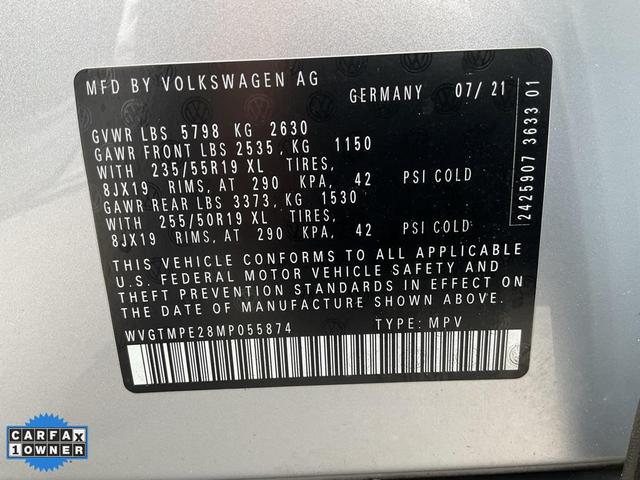 MFD BY VOLKSWAGEN AG
GERMANY 07/21
GVWR LBS 5798 KG 2630
GAWR FRONT LBS 2535, KG 1150
WITH 235/55R19 XL TIRES,
8JX19 RIMS, AT 290 KPA, 42 PSI COLD
GAWR REAR LBS 3373, KG 1530
WITH 255/50R19 XL TIRES,
8JX19 RIMS, AT 290 KPA, 42 PSI COLD
THIS VEHICLE CONFORMS TO ALL APPLICABLE
U.S. FEDERAL MOTOR VEHICLE SAFETY AND
THEFT PREVENTION STANDARDS IN EFFECT ON
THE DATE OF MANUFACTURE SHOWN ABOVE.
WVGTMPE28MP055874 TYPE: MPV
2425907 3633 01
CARFAX
1 OWNER